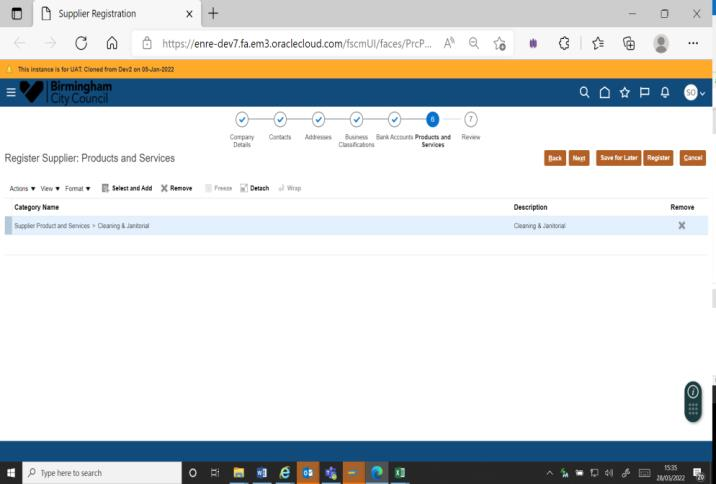 Supplier Registration
https://enre-dev7.fa.em3.oraclecloud.com/fscmUI/faces/PrcP...
This instance is for UAT. Cloned from Dev2 on 05-Jan-2022
Birmingham
City Council
SO
6
7
Company Details
Contacts
Addresses
Business Classifications
Bank Accounts
Products and Services
Review
Register Supplier: Products and Services
Back Next Save for Later Register Cancel
Actions View Format Select and Add Remove Freeze Detach Wrap
Category Name Description Remove
Supplier Product and Services > Cleaning & Janitorial Cleaning & Janitorial
Type here to search
15:35
28/03/2022
20